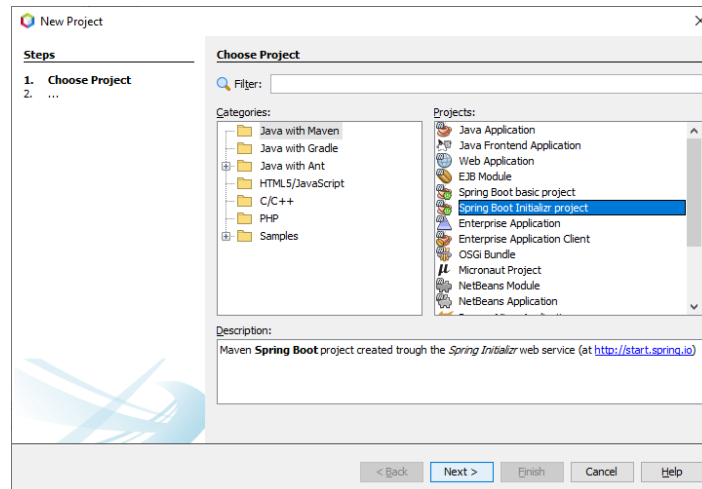 New Project
Steps
1. Choose Project
2. ...
Choose Project
Filter:
Categories:
Java with Maven
Java with Gradle
Java with Ant
HTML5/JavaScript
C/C++
PHP
Samples
Projects:
Java Application
Java Frontend Application
Web Application
EJB Module
Spring Boot basic project
Spring Boot Initializr project
Enterprise Application
Enterprise Application Client
OSGi Bundle
Micronaut Project
NetBeans Module
NetBeans Application
Description:
Maven Spring Boot project created trough the Spring Initializr web service (at http://start.spring.io)
< Back Next > Finish Cancel Help